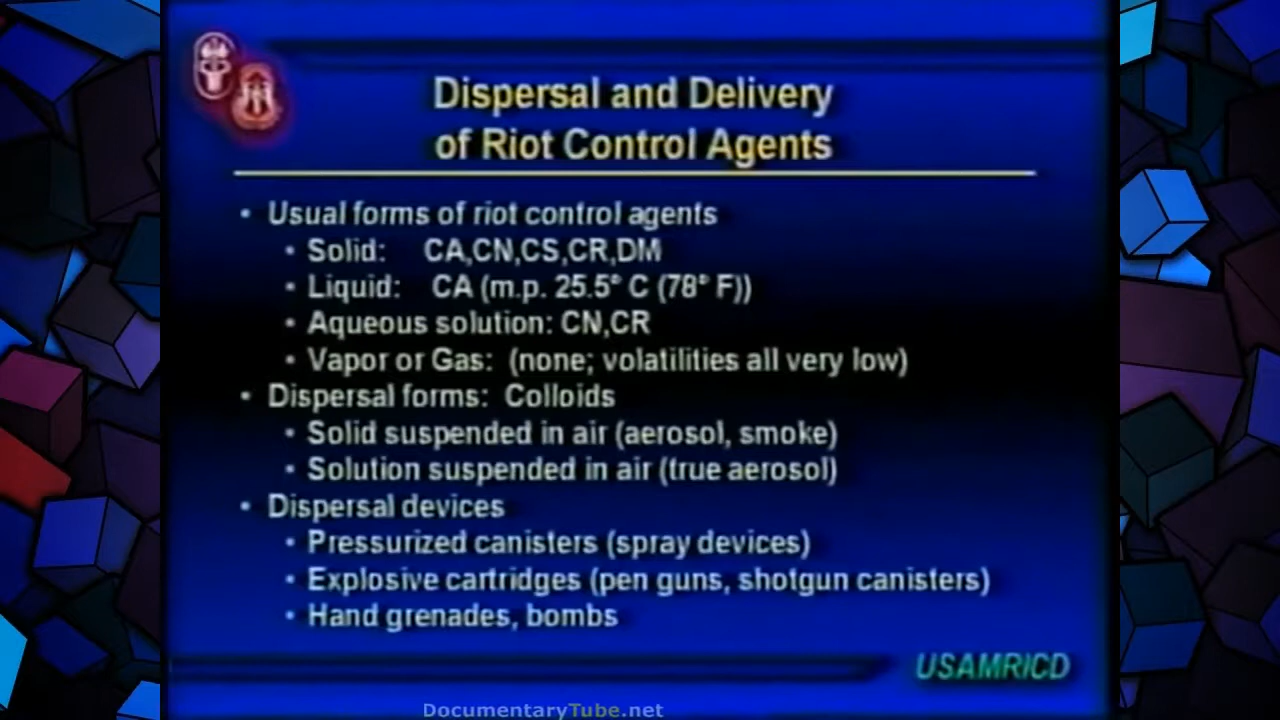 Dispersal and Delivery
of Riot Control Agents
• Usual forms of riot control agents
• Solid: CA,CN,CS,CR,DM
• Liquid: CA (m.p. 25.5° C (78° F))
• Aqueous solution: CN,CR
• Vapor or Gas: (none; volatilities all very low)
• Dispersal forms: Colloids
• Solid suspended in air (aerosol, smoke)
• Solution suspended in air (true aerosol)
• Dispersal devices
• Pressurized canisters (spray devices)
• Explosive cartridges (pen guns, shotgun canisters)
• Hand grenades, bombs
USAMRICD
DocumentaryTube.net